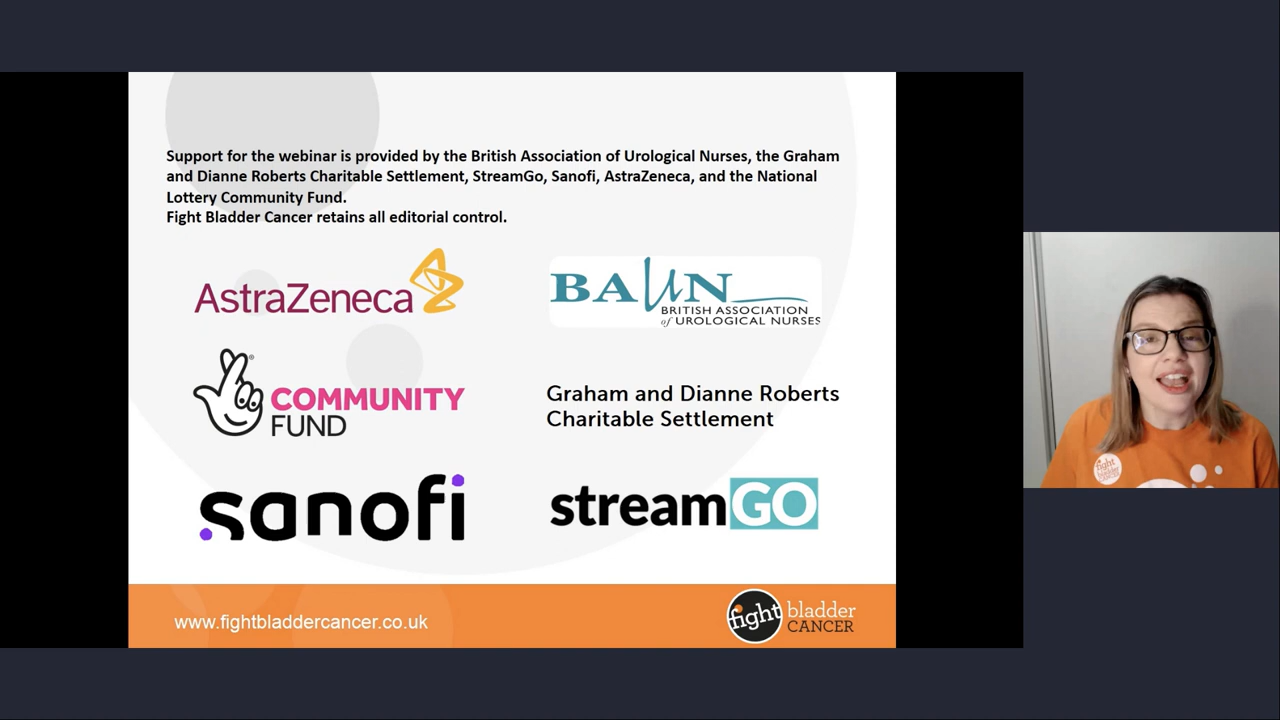 Support for the webinar is provided by the British Association of Urological Nurses, the Graham
and Dianne Roberts Charitable Settlement, StreamGo, Sanofi, AstraZeneca, and the National
Lottery Community Fund.
Fight Bladder Cancer retains all editorial control.
AstraZeneca
BAUN
BRITISH ASSOCIATION
of UROLOGICAL NURSES
COMMUNITY
FUND
Graham and Dianne Roberts
Charitable Settlement
sanofi
streamGO
www.fightbladdercancer.co.uk
fight bladder
CANCER
fight